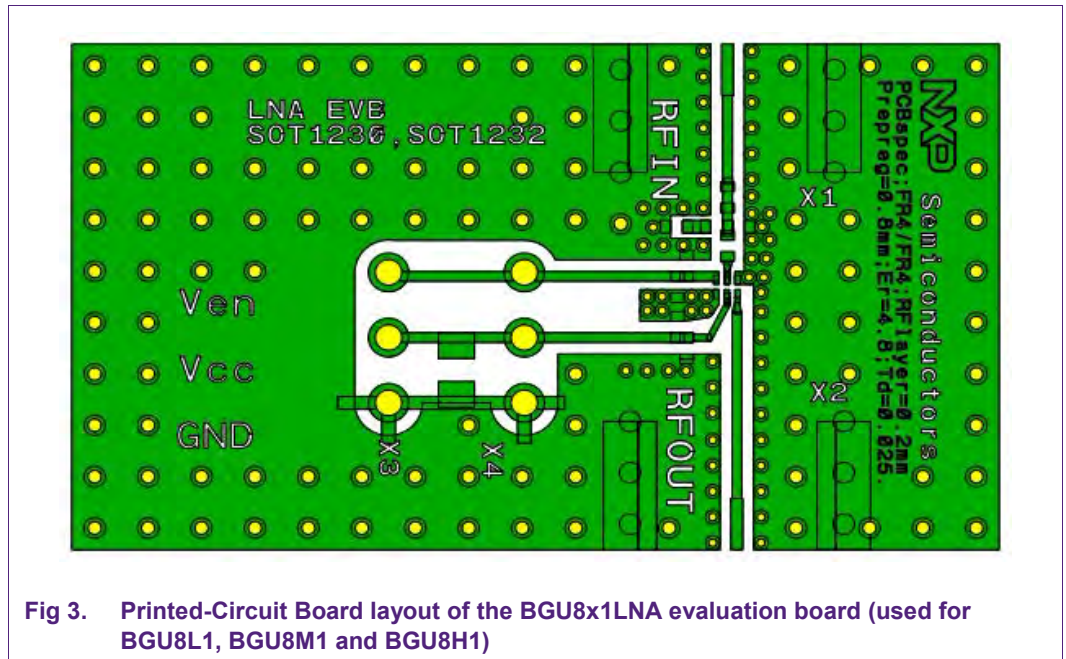 LNA EVB
SOT1230,SOT1232
RFIN
X1
NXP
Semiconductors
PCBspec:FR4/FR4;RFlayer=0.2mm
Prepreg=0.8mm;Er=4.8;Td=0.025.
Ven
Vcc
GND
X3
X4
RFOUT
X2
Fig 3. Printed-Circuit Board layout of the BGU8x1LNA evaluation board (used for
BGU8L1, BGU8M1 and BGU8H1)